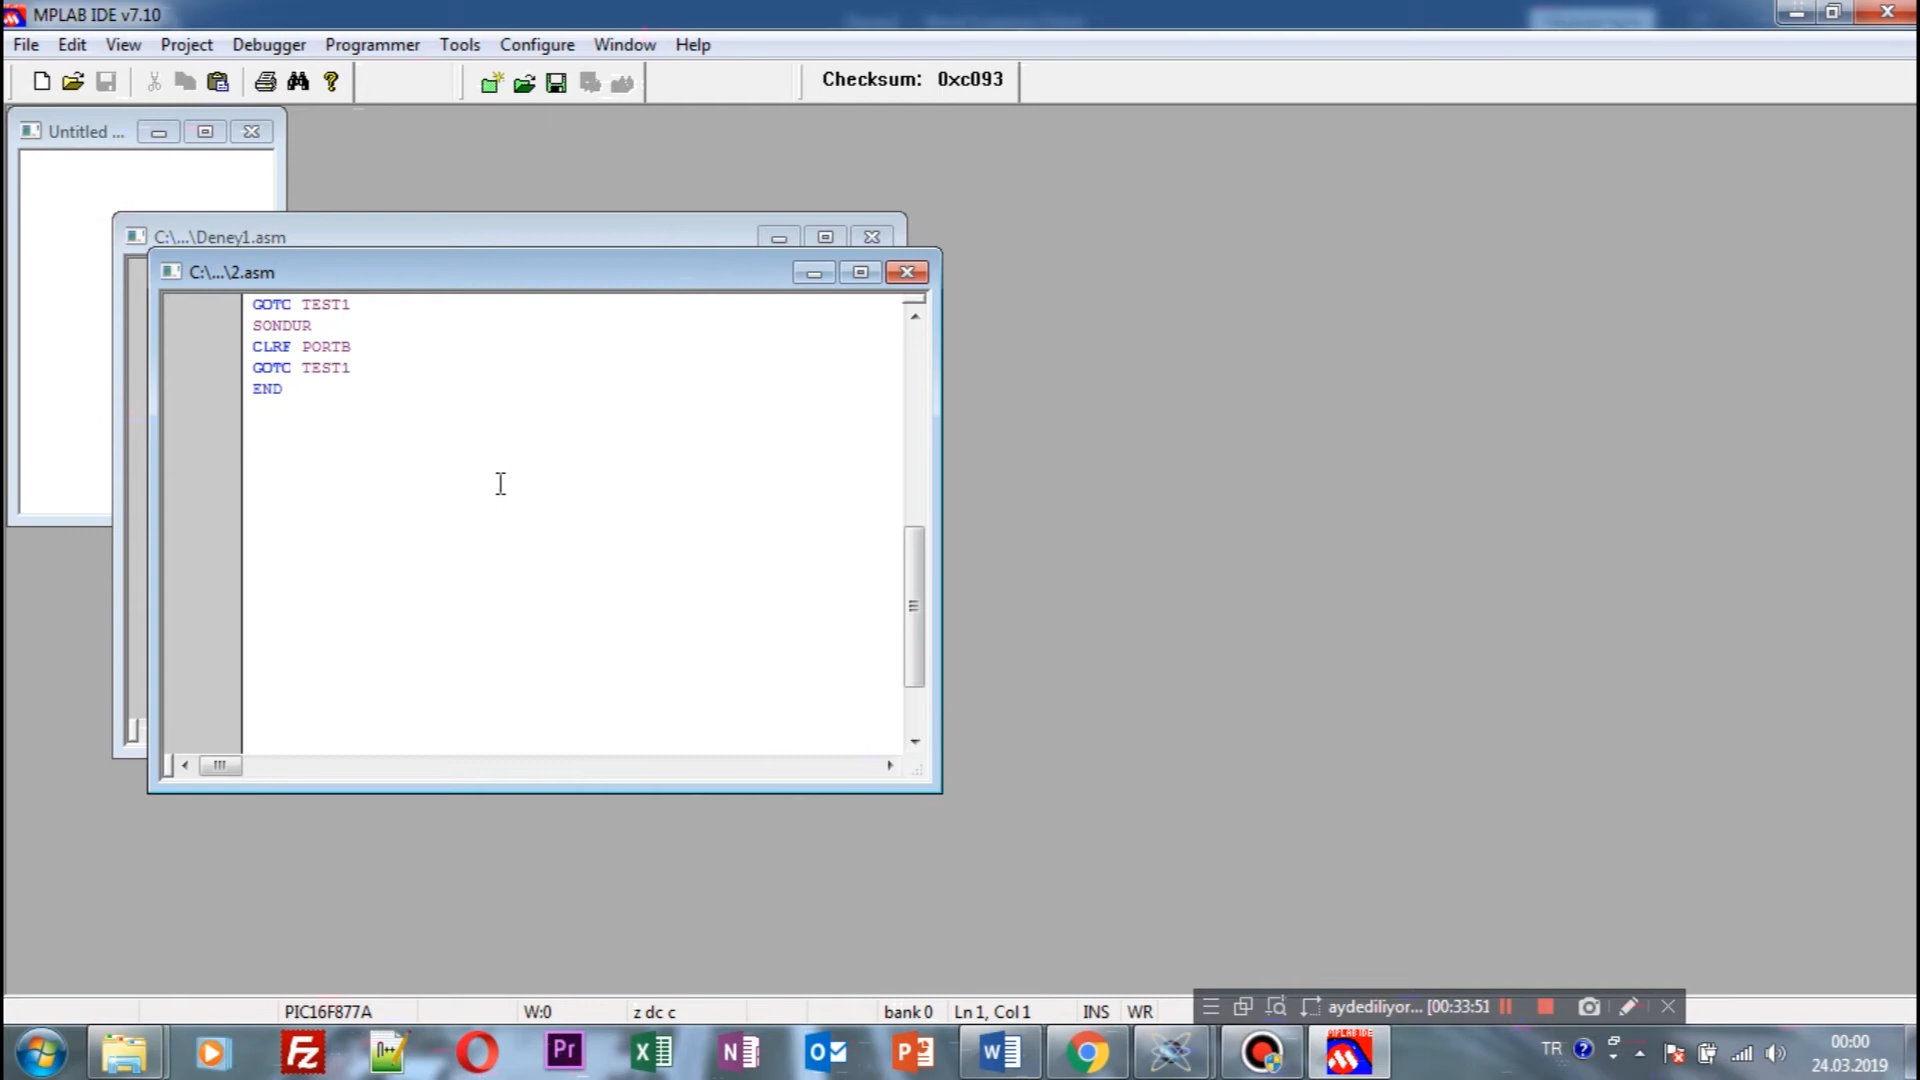 MPLAB IDE v7.10
File Edit View Project Debugger Programmer Tools Configure Window Help
Checksum: 0xc093
Untitled ...
C:\...\Deney1.asm
C:\...\2.asm
GOTO TEST1
SONDUR
CLRF PORTB
GOTO TEST1
END
PIC16F877A W:0 z dc c bank 0 Ln 1, Col 1 INS WR
aydediliyor... [00:33:51
TR 00:00
24.03.2019